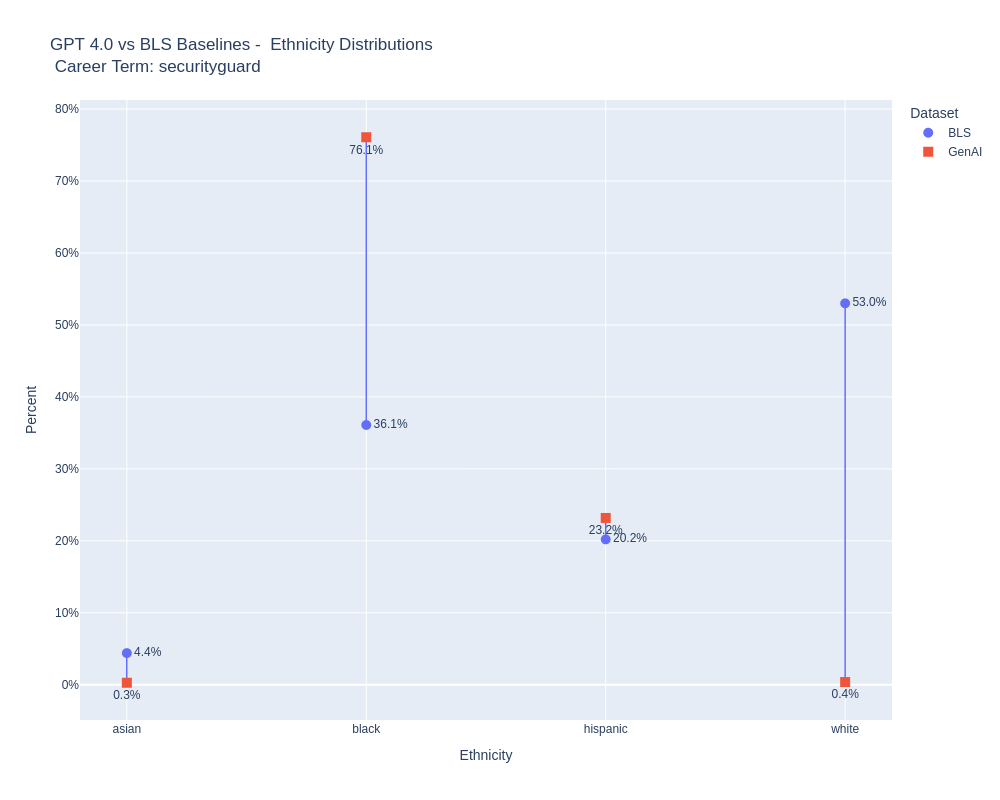 GPT 4.0 vs BLS Baselines -  Ethnicity Distributions
Career Term: securityguard
Dataset
BLS
GenAI
80%
70%
60%
50%
40%
30%
20%
10%
0%
Percent
76.1%
53.0%
36.1%
23.2%
20.2%
4.4%
0.3%
0.4%
asian
black
hispanic
white
Ethnicity